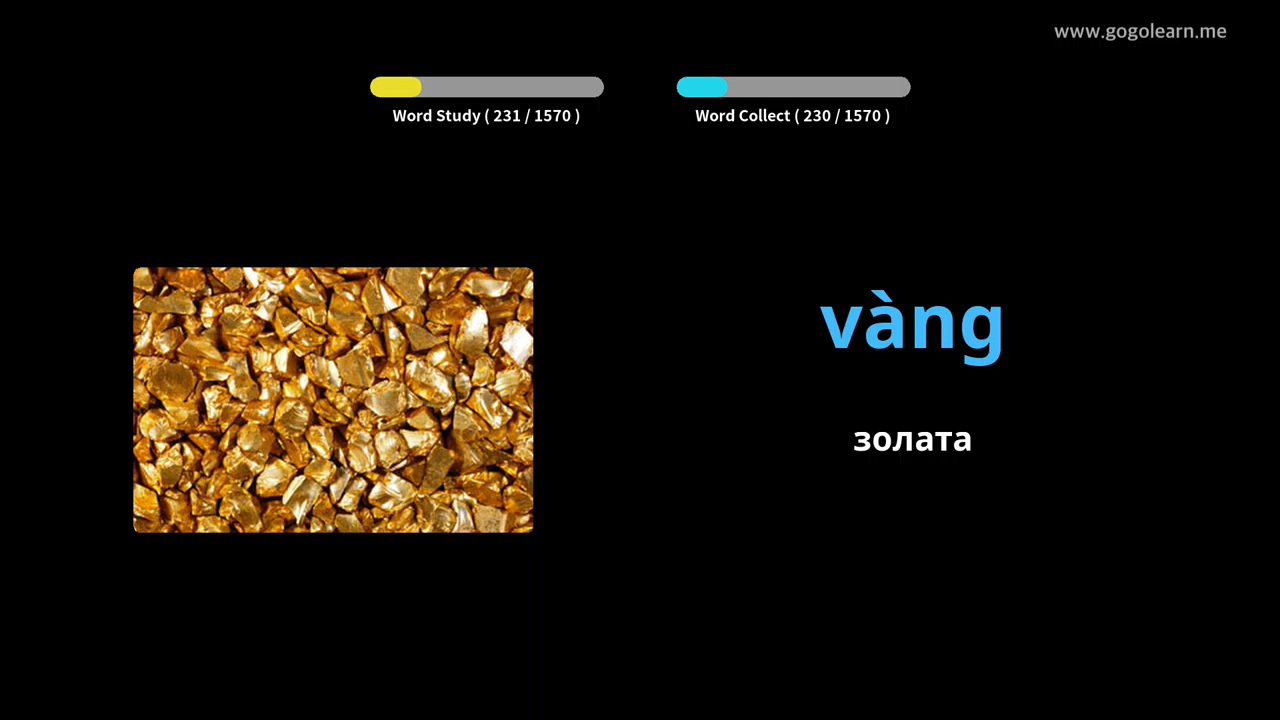 www.gogolearn.me
Word Study ( 231 / 1570 )
Word Collect ( 230 / 1570 )
vàng
золата